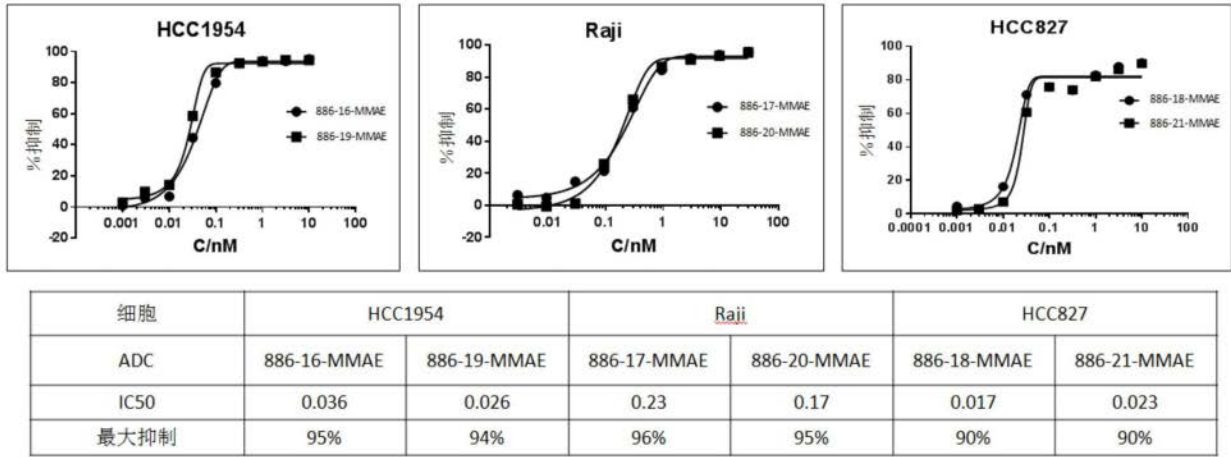 HCC1954
% 抑制
100
80
60
40
20
0
-20
0.001 0.01 0.1 1 10 100
C/nM
886-16-MMAE
886-19-MMAE
Raji
% 抑制
100
80
60
40
20
0
-20
0.01 0.1 1 10
C/nM
886-17-MMAE
886-20-MMAE
HCC827
% 抑制
100
80
60
40
20
0
0.0001 0.001 0.01 0.1 1 10 100
C/nM
886-18-MMAE
886-21-MMAE
细胞 HCC1954 Raji HCC827
ADC 886-16-MMAE 886-19-MMAE 886-17-MMAE 886-20-MMAE 886-18-MMAE 886-21-MMAE
IC50 0.036 0.026 0.23 0.17 0.017 0.023
最大抑制 95% 94% 96% 95% 90% 90%